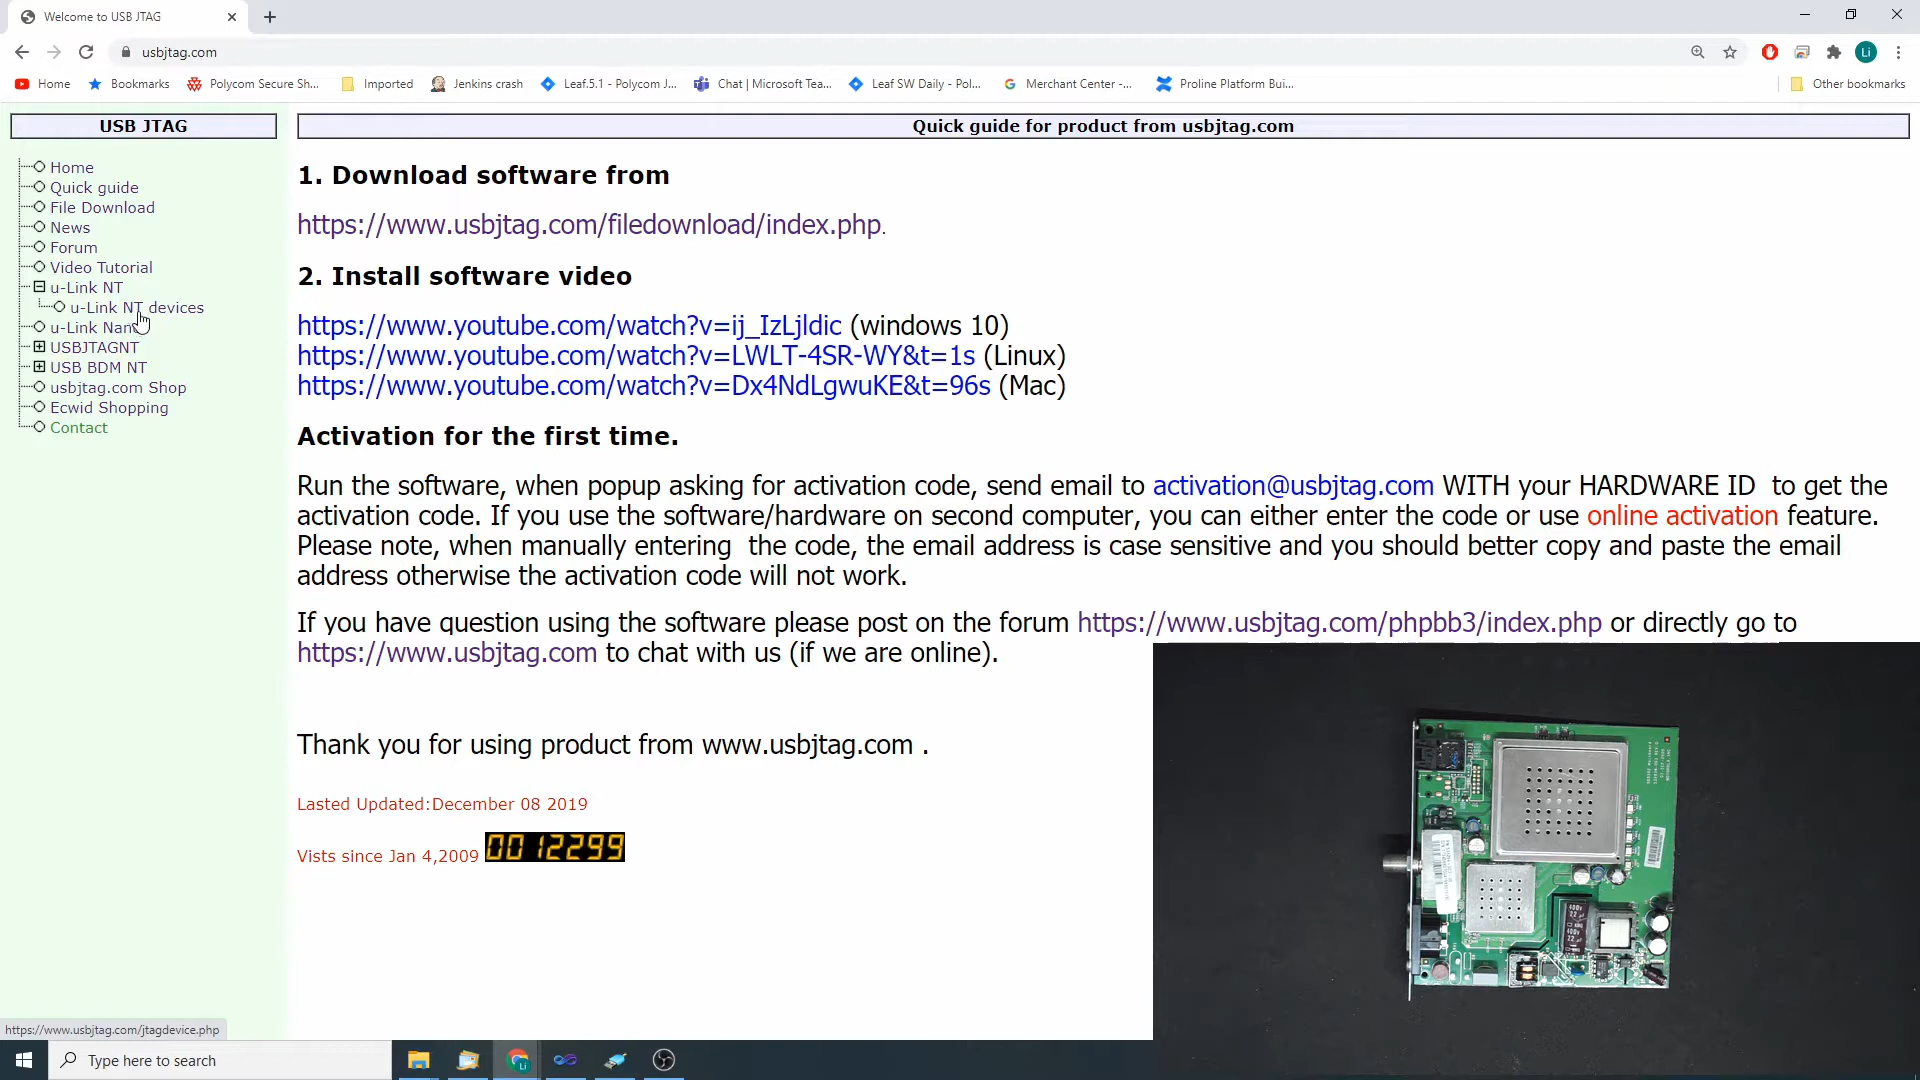 Welcome to USB JTAG
usbjtag.com
Li
Home
Bookmarks
Polycom Secure Sh...
Imported
Jenkins crash
Leaf.5.1 - Polycom J...
Chat | Microsoft Tea...
Leaf SW Daily - Pol...
Merchant Center -...
Proline Platform Bui...
Other bookmarks
USB JTAG
Home
Quick guide
File Download
News
Forum
Video Tutorial
u-Link NT
u-Link NT devices
u-Link Nan
USBJTAGNT
USB BDM NT
usbjtag.com Shop
Ecwid Shopping
Contact
Quick guide for product from usbjtag.com
1. Download software from
https://www.usbjtag.com/filedownload/index.php.
2. Install software video
https://www.youtube.com/watch?v=ij_IzLjldic (windows 10)
https://www.youtube.com/watch?v=LWLT-4SR-WY&t=1s (Linux)
https://www.youtube.com/watch?v=Dx4NdLgwuKE&t=96s (Mac)
Activation for the first time.
Run the software, when popup asking for activation code, send email to activation@usbjtag.com WITH your HARDWARE ID to get the
activation code. If you use the software/hardware on second computer, you can either enter the code or use online activation feature.
Please note, when manually entering the code, the email address is case sensitive and you should better copy and paste the email
address otherwise the activation code will not work.
If you have question using the software please post on the forum https://www.usbjtag.com/phpbb3/index.php or directly go to
https://www.usbjtag.com to chat with us (if we are online).
Thank you for using product from www.usbjtag.com .
Lasted Updated:December 08 2019
Vists since Jan 4,2009 0012299
400V
22
400V
22
https://www.usbjtag.com/jtagdevice.php
Type here to search
Li